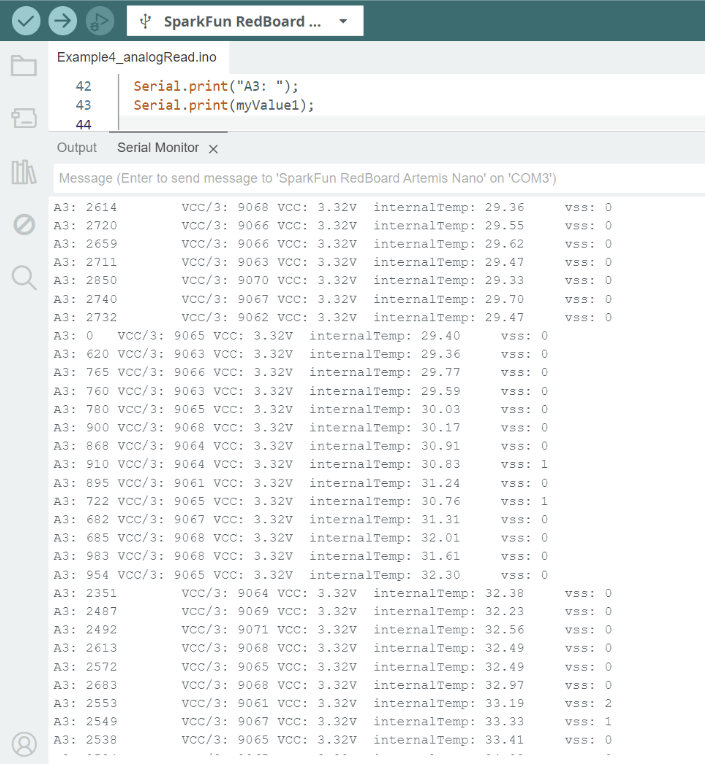 SparkFun RedBoard ...
Example4_analogRead.ino
42 Serial.print("A3: ");
43 Serial.print(myValue1);
44
Output Serial Monitor
Message (Enter to send message to 'SparkFun RedBoard Artemis Nano' on 'COM3')
A3: 2614 VCC/3: 9068 VCC: 3.32V internalTemp: 29.36 vss: 0
A3: 2720 VCC/3: 9066 VCC: 3.32V internalTemp: 29.55 vss: 0
A3: 2659 VCC/3: 9066 VCC: 3.32V internalTemp: 29.62 vss: 0
A3: 2711 VCC/3: 9063 VCC: 3.32V internalTemp: 29.47 vss: 0
A3: 2850 VCC/3: 9070 VCC: 3.32V internalTemp: 29.33 vss: 0
A3: 2740 VCC/3: 9067 VCC: 3.32V internalTemp: 29.70 vss: 0
A3: 2732 VCC/3: 9062 VCC: 3.32V internalTemp: 29.47 vss: 0
A3: 0 VCC/3: 9065 VCC: 3.32V internalTemp: 29.40 vss: 0
A3: 620 VCC/3: 9063 VCC: 3.32V internalTemp: 29.36 vss: 0
A3: 765 VCC/3: 9066 VCC: 3.32V internalTemp: 29.77 vss: 0
A3: 760 VCC/3: 9063 VCC: 3.32V internalTemp: 29.59 vss: 0
A3: 780 VCC/3: 9065 VCC: 3.32V internalTemp: 30.03 vss: 0
A3: 900 VCC/3: 9068 VCC: 3.32V internalTemp: 30.17 vss: 0
A3: 868 VCC/3: 9064 VCC: 3.32V internalTemp: 30.91 vss: 0
A3: 910 VCC/3: 9064 VCC: 3.32V internalTemp: 30.83 vss: 1
A3: 895 VCC/3: 9061 VCC: 3.32V internalTemp: 31.24 vss: 0
A3: 722 VCC/3: 9065 VCC: 3.32V internalTemp: 30.76 vss: 1
A3: 682 VCC/3: 9067 VCC: 3.32V internalTemp: 31.31 vss: 0
A3: 685 VCC/3: 9068 VCC: 3.32V internalTemp: 32.01 vss: 0
A3: 983 VCC/3: 9068 VCC: 3.32V internalTemp: 31.61 vss: 0
A3: 954 VCC/3: 9065 VCC: 3.32V internalTemp: 32.30 vss: 0
A3: 2351 VCC/3: 9064 VCC: 3.32V internalTemp: 32.38 vss: 0
A3: 2487 VCC/3: 9069 VCC: 3.32V internalTemp: 32.23 vss: 0
A3: 2492 VCC/3: 9071 VCC: 3.32V internalTemp: 32.56 vss: 0
A3: 2613 VCC/3: 9068 VCC: 3.32V internalTemp: 32.49 vss: 0
A3: 2572 VCC/3: 9065 VCC: 3.32V internalTemp: 32.49 vss: 0
A3: 2683 VCC/3: 9068 VCC: 3.32V internalTemp: 32.97 vss: 0
A3: 2553 VCC/3: 9061 VCC: 3.32V internalTemp: 33.19 vss: 2
A3: 2549 VCC/3: 9067 VCC: 3.32V internalTemp: 33.33 vss: 1
A3: 2538 VCC/3: 9065 VCC: 3.32V internalTemp: 33.41 vss: 0